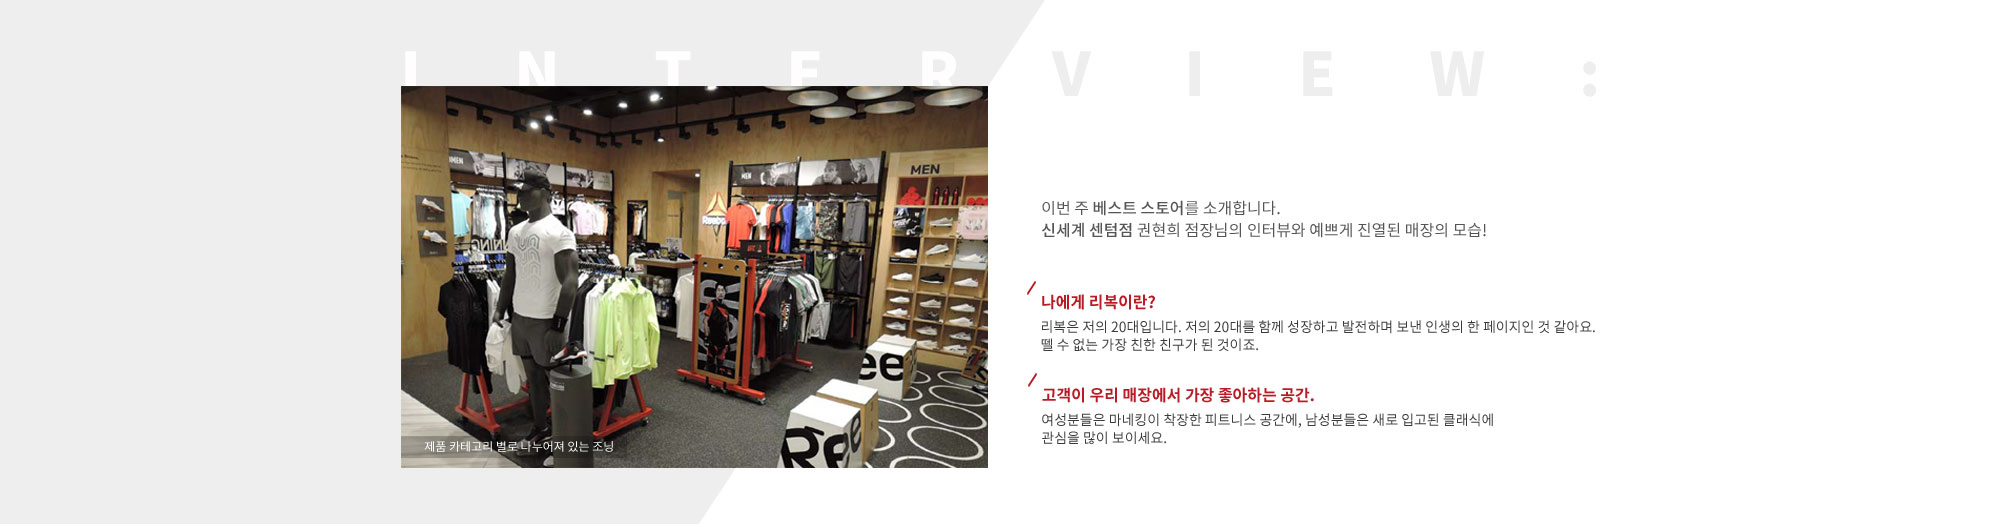 INTERVIEW:
이번 주 베스트 스토어를 소개합니다.
신세계 센텀점 권현희 점장님의 인터뷰와 예쁘게 진열된 매장의 모습!
나에게 리복이란?
리복은 저의 20대입니다. 저의 20대를 함께 성장하고 발전하며 보낸 인생의 한 페이지인 것 같아요.
뗄 수 없는 가장 친한 친구가 된 것이죠.
고객이 우리 매장에서 가장 좋아하는 공간.
여성분들은 마네킹이 착장한 피트니스 공간에, 남성분들은 새로 입고된 클래식에
관심을 많이 보이세요.
MEN
MEN
Reebok
Ree
ee
제품 카테고리 별로 나누어져 있는 조닝